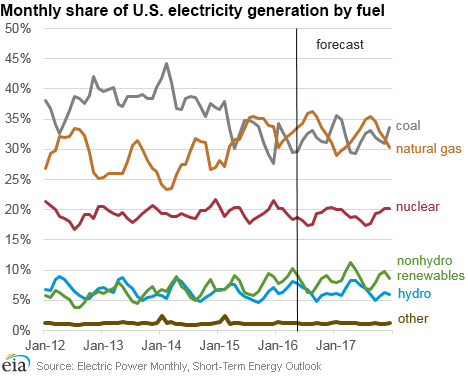 Monthly share of U.S. electricity generation by fuel
50%
forecast
45%
40%
35%
coal
30%
natural gas
25%
20%
nuclear
15%
nonhydro
10%
renewables
5%
hydro
other
0%
Jan-12 Jan-13 Jan-14 Jan-15 Jan-16 Jan-17
eia Source: Electric Power Monthly, Short-Term Energy Outlook